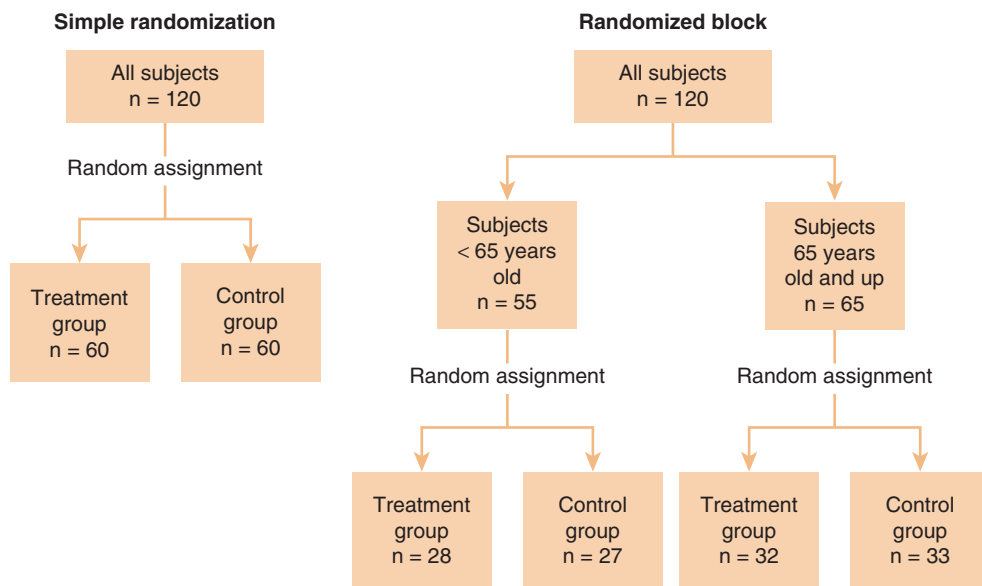 Simple randomization
All subjects
n = 120
Random assignment
Treatment
group
n = 60
Control
group
n = 60
Randomized block
All subjects
n = 120
Subjects
< 65 years
old
n = 55
Subjects
65 years
old and up
n = 65
Random assignment
Random assignment
Treatment
group
n = 28
Control
group
n = 27
Treatment
group
n = 32
Control
group
n = 33